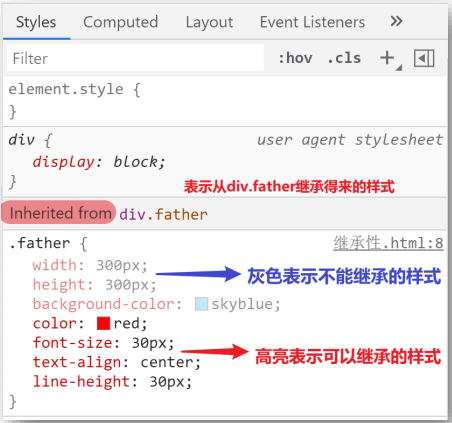 Styles Computed Layout Event Listeners »
Filter :hov .cls +
element.style {
}
div { user agent stylesheet
display: block;
}
表示从div.father继承得来的样式
Inherited from div.father
.father { 继承性.html:8
width: 300px;
height: 300px;
灰色表示不能继承的样式
background-color: skyblue;
color: red;
font-size: 30px;
高亮表示可以继承的样式
text-align: center;
line-height: 30px;
}